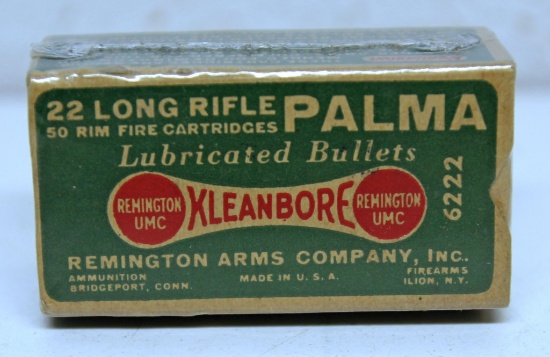 22 LONG RIFLE PALMA
50 RIM FIRE CARTRIDGES
Lubricated Bullets
REMINGTON UMC KLEANBORE REMINGTON UMC
6222
REMINGTON ARMS COMPANY, INC.
AMMUNITION MADE IN U.S.A. FIREARMS
BRIDGEPORT, CONN. ILION, N.Y.